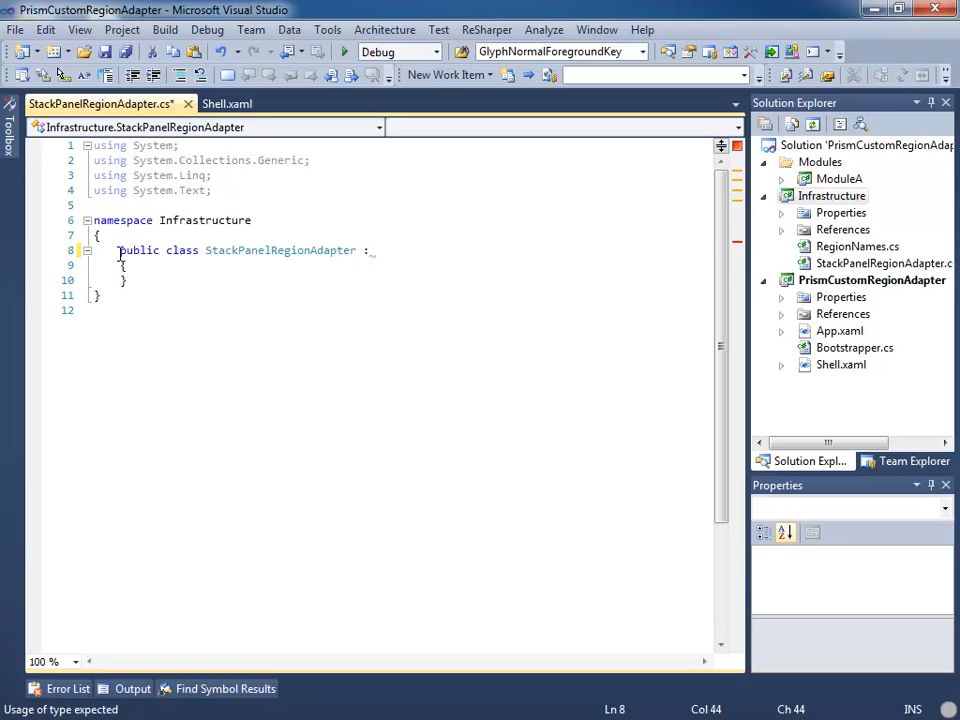 PrismCustomRegionAdapter - Microsoft Visual Studio
File Edit View Project Build Debug Team Data Tools Architecture Test ReSharper Analyze Window Help
Debug GlyphNormalForegroundKey
New Work Item
StackPanelRegionAdapter.cs* Shell.xaml
Infrastructure.StackPanelRegionAdapter
1 using System;
2 using System.Collections.Generic;
3 using System.Linq;
4 using System.Text;
5
6 namespace Infrastructure
7 {
8 public class StackPanelRegionAdapter :
9 {
10 }
11 }
12
100 %
Error List Output Find Symbol Results
Usage of type expected
Ln 8 Col 44 Ch 44 INS
Toolbox
Solution Explorer
Solution 'PrismCustomRegionAdap
Modules
ModuleA
Infrastructure
Properties
References
RegionNames.cs
StackPanelRegionAdapter.c
PrismCustomRegionAdapter
Properties
References
App.xaml
Bootstrapper.cs
Shell.xaml
Solution Expl... Team Explorer
Properties